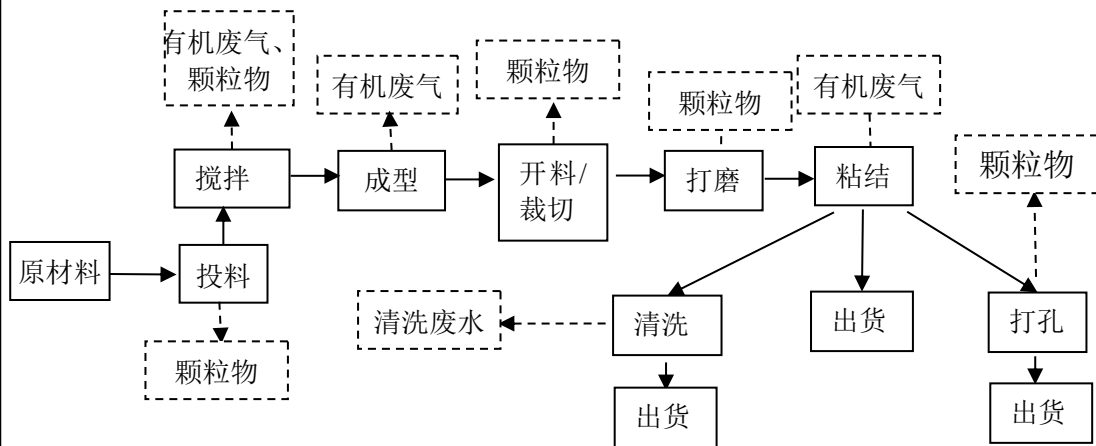 有机废气、
颗粒物
有机废气
颗粒物
颗粒物
有机废气
颗粒物
搅拌
成型
开料/
裁切
打磨
粘结
原材料
投料
颗粒物
清洗废水
清洗
出货
打孔
出货
出货